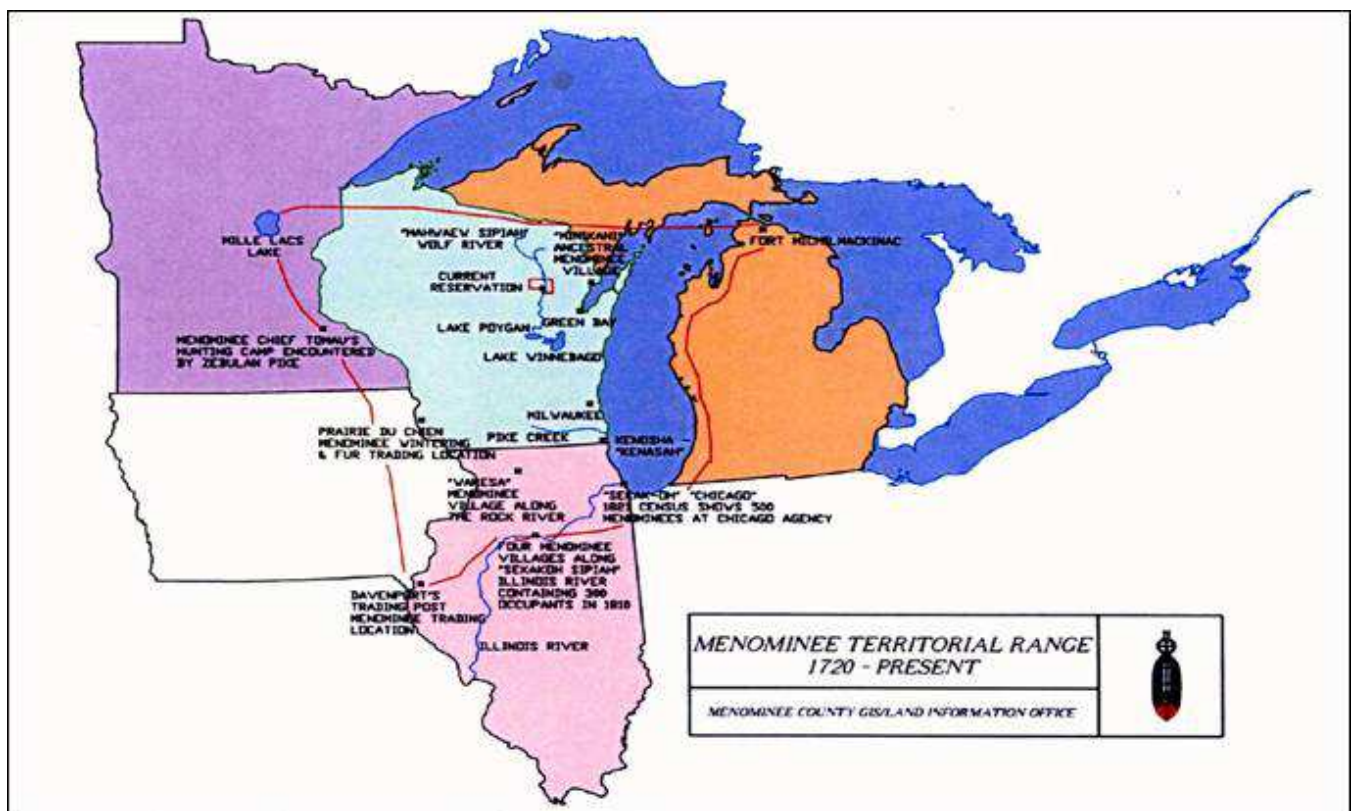 "MAHWAEW SIPIAH"
WOLF RIVER
"MINIKANI"
ANCESTRAL
MENOMINEE
VILLAGE
FORT MICHILMACKINAC
MILLE LACS
LAKE
CURRENT
RESERVATION
GREEN BAY
LAKE POYGAN
MENOMINEE CHIEF TOMAU'S
HUNTING CAMP ENCOUNTERED
BY ZEBULAN PIKE
LAKE WINNEBAGO
MILWAUKEE
PRAIRIE DU CHIEN
MENOMINEE WINTERING
& FUR TRADING LOCATION
PIKE CREEK
KENOSHA -
"KENASAH"
MENOMINEE
VILLAGE ALONG
THE ROCK RIVER
"CHICAGO"
1821 CENSUS SHOWS 500
MENOMINEES AT CHICAGO AGENCY
FOUR MENOMINEE
VILLAGES ALONG
"SEKAKOH SIPIAH"
ILLINOIS RIVER
CONTAINING 300
OCCUPANTS IN 1810
DAVENPORT'S
TRADING POST
MENOMINEE TRADING
LOCATION
ILLINOIS RIVER
MENOMINEE TERRITORIAL RANGE
1720 - PRESENT
MENOMINEE COUNTY GIS/LAND INFORMATION OFFICE